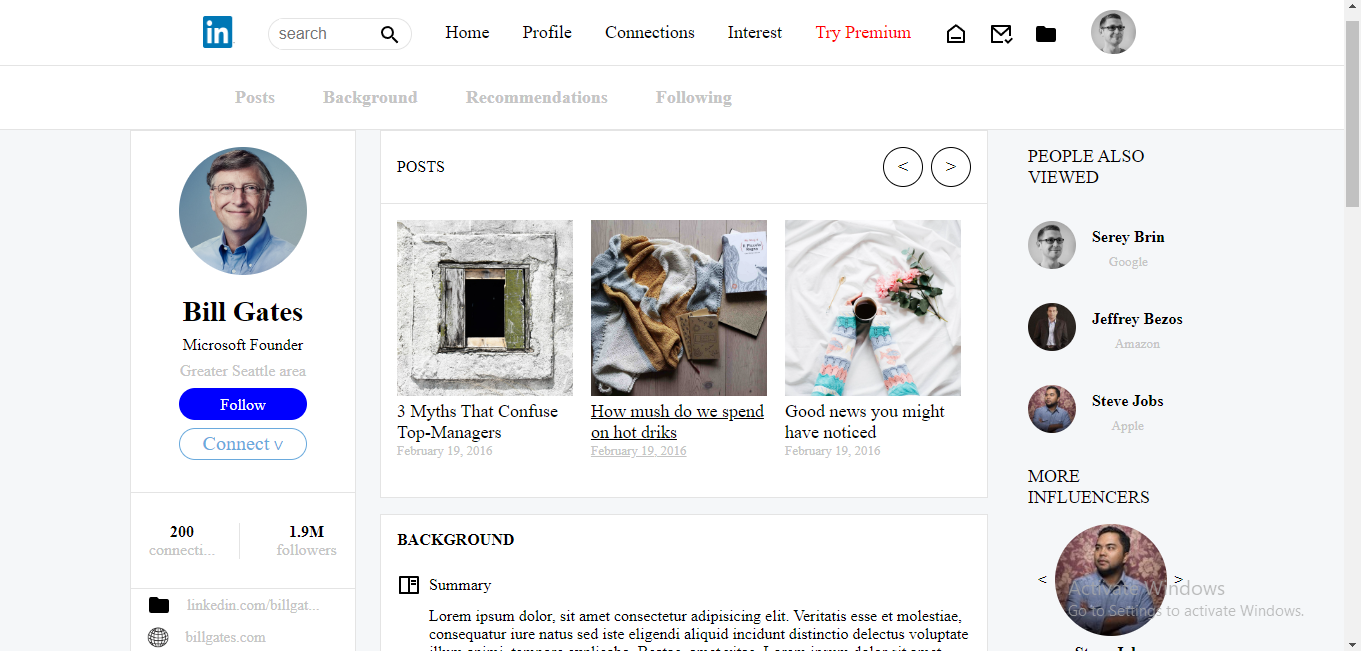 in
search
Home
Profile
Connections
Interest
Try Premium
Posts
Background
Recommendations
Following
Bill Gates
Microsoft Founder
Greater Seattle area
Follow
Connect v
200
connecti...
1.9M
followers
linkedin.com/billgat...
billgates.com
POSTS
<
>
3 Myths That Confuse
Top-Managers
February 19, 2016
How mush do we spend
on hot driks
February 19, 2016
Good news you might
have noticed
February 19, 2016
BACKGROUND
Summary
Lorem ipsum dolor, sit amet consectetur adipisicing elit. Veritatis esse et molestiae,
consequatur iure natus sed iste eligendi aliquid incidunt distinctio delectus voluptate
PEOPLE ALSO
VIEWED
Serey Brin
Google
Jeffrey Bezos
Amazon
Steve Jobs
Apple
MORE
INFLUENCERS
<
>
Activate Windows
Go to Settings to activate Windows.